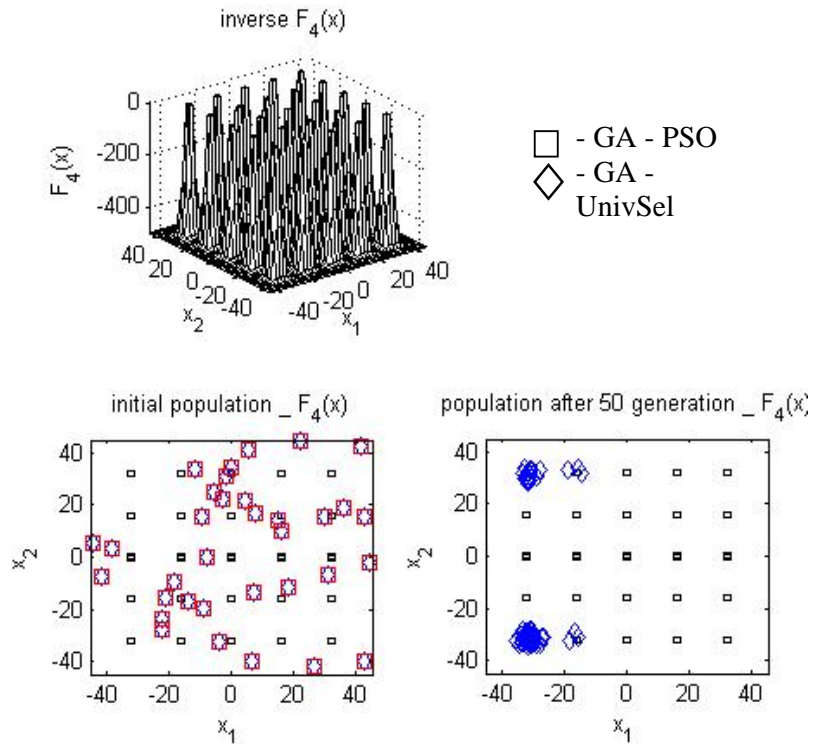 inverse F4(x)
0
-200
-400
F4(x)
40
20
0
-20
-40
x2
-40
-20
0
20
40
x1
- GA - PSO
- GA -
UnivSel
initial population _ F4(x)
40
20
0
-20
-40
x2
-40 -20 0 20 40
x1
population after 50 generation _ F4(x)
40
20
0
-20
-40
x2
-40 -20 0 20 40
x1